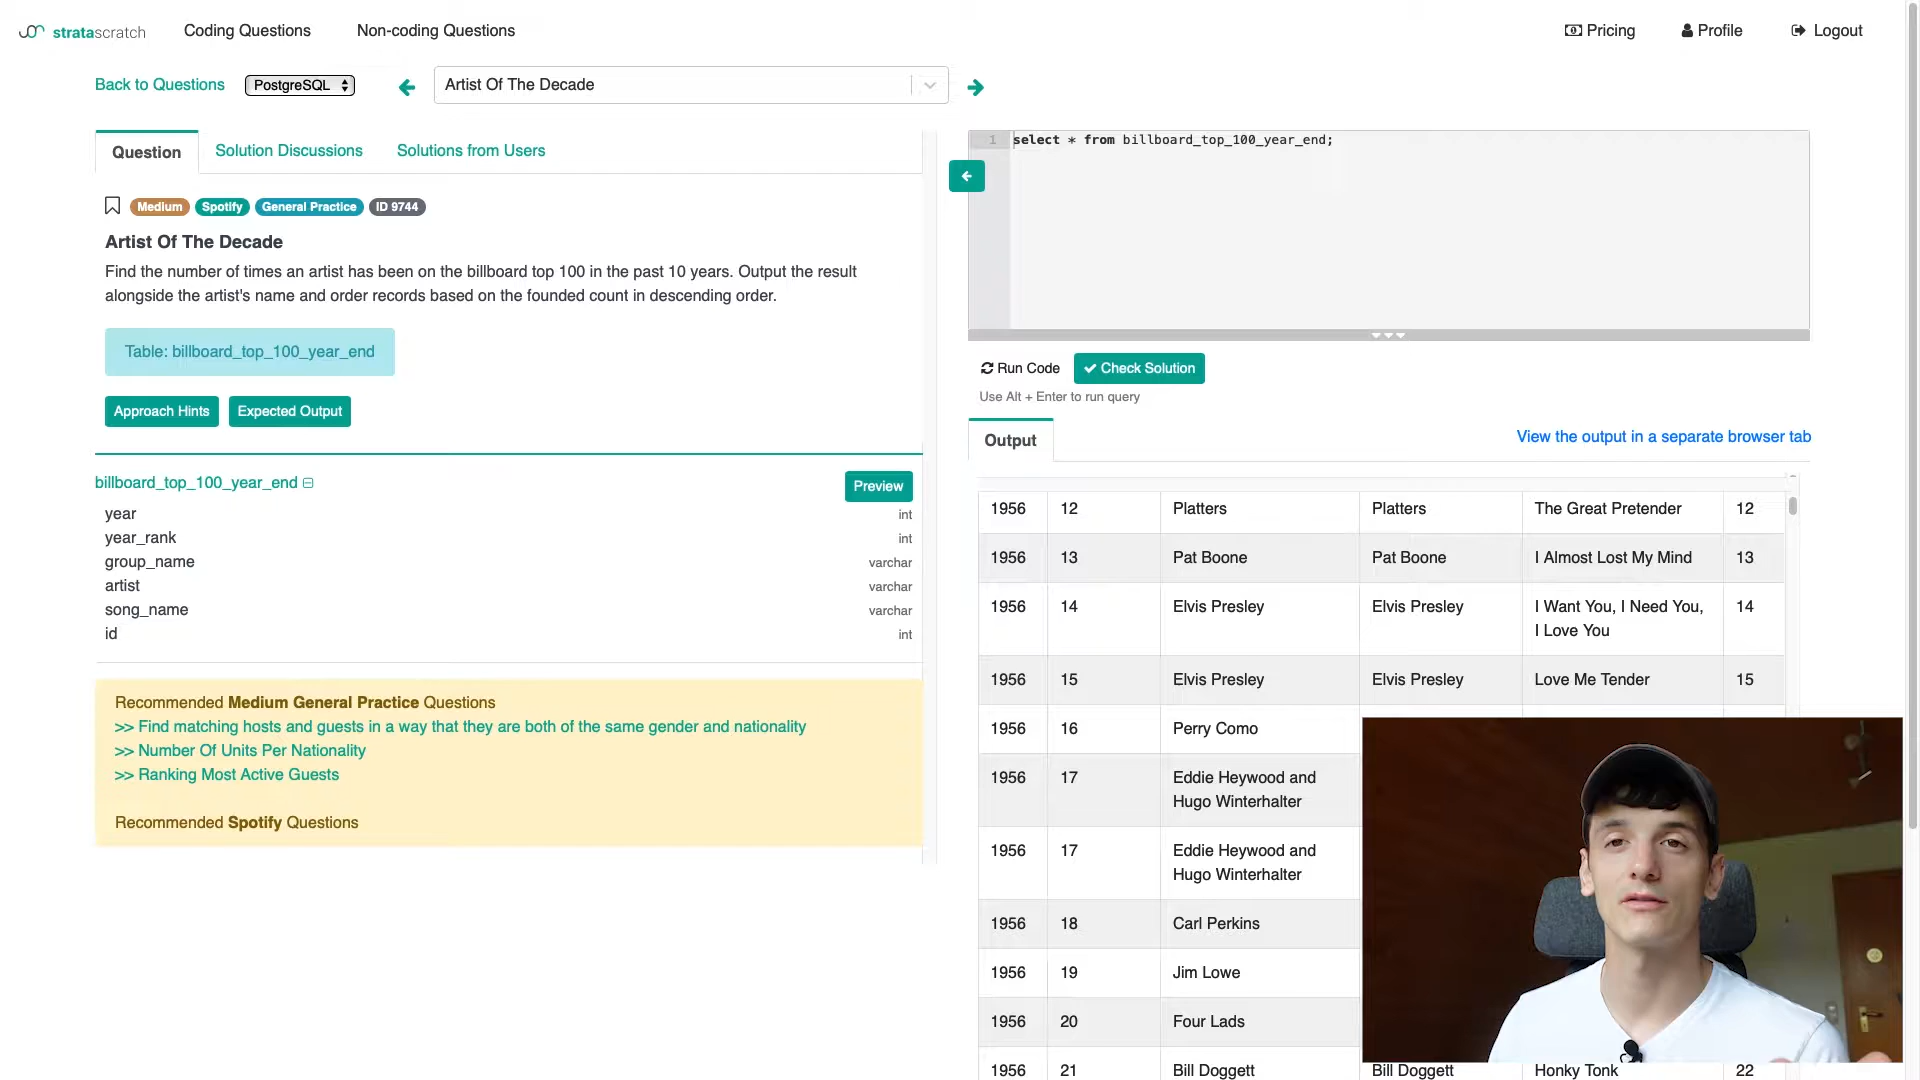 stratascratch
Coding Questions
Non-coding Questions
Pricing
Profile
Logout
Back to Questions
PostgreSQL
Artist Of The Decade
Question
Solution Discussions
Solutions from Users
Medium
Spotify
General Practice
ID 9744
Artist Of The Decade
Find the number of times an artist has been on the billboard top 100 in the past 10 years. Output the result
alongside the artist's name and order records based on the founded count in descending order.
Table: billboard_top_100_year_end
Approach Hints
Expected Output
billboard_top_100_year_end
Preview
year int
year_rank int
group_name varchar
artist varchar
song_name varchar
id int
Recommended Medium General Practice Questions
>> Find matching hosts and guests in a way that they are both of the same gender and nationality
>> Number Of Units Per Nationality
>> Ranking Most Active Guests
Recommended Spotify Questions
1 select * from billboard_top_100_year_end;
Run Code
Check Solution
Use Alt + Enter to run query
Output
View the output in a separate browser tab
1956 12 Platters Platters The Great Pretender 12
1956 13 Pat Boone Pat Boone I Almost Lost My Mind 13
1956 14 Elvis Presley Elvis Presley I Want You, I Need You, 14
I Love You
1956 15 Elvis Presley Elvis Presley Love Me Tender 15
1956 16 Perry Como
1956 17 Eddie Heywood and
Hugo Winterhalter
1956 17 Eddie Heywood and
Hugo Winterhalter
1956 18 Carl Perkins
1956 19 Jim Lowe
1956 20 Four Lads
1956 21 Bill Doggett Bill Doggett Honky Tonk 22